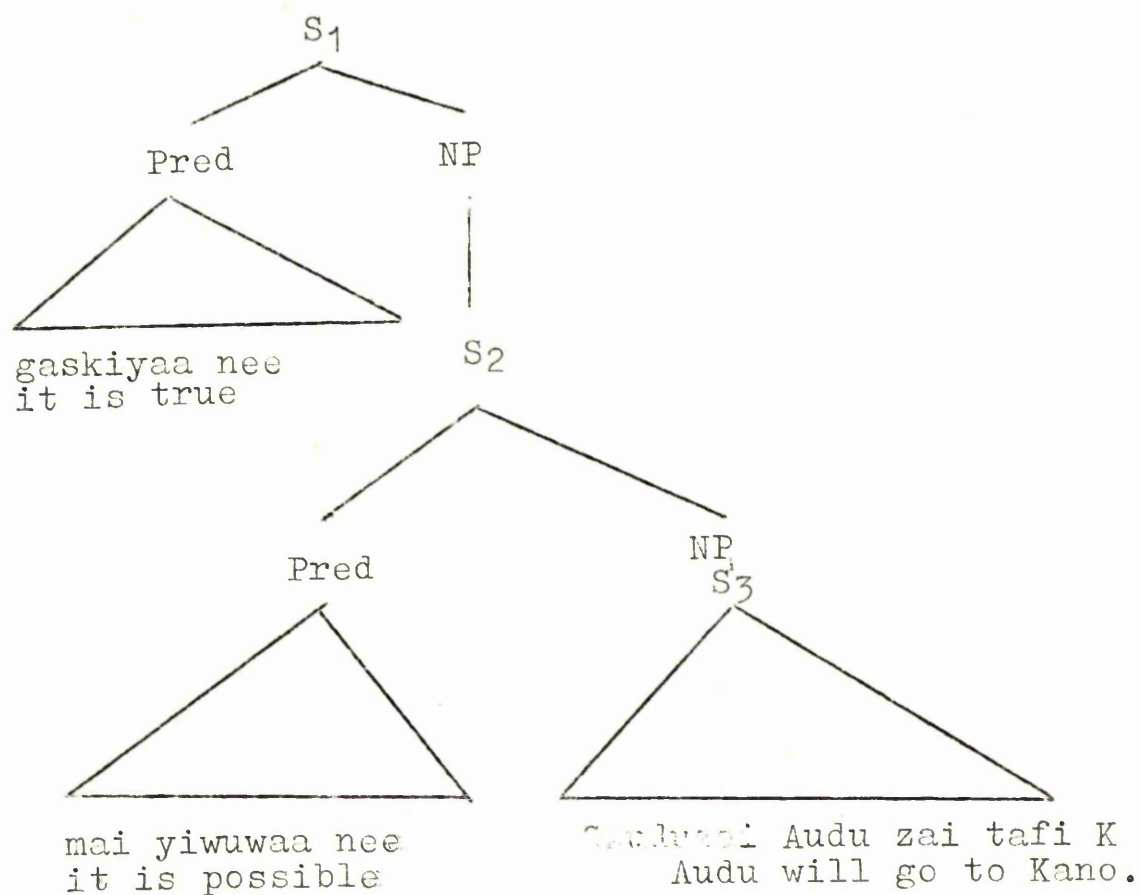 S1
Pred NP
gaskiyaa nee
it is true
S2
Pred NP
S3
mai yiwuwaa nee
it is possible
Audu zai tafi K
Audu will go to Kano.